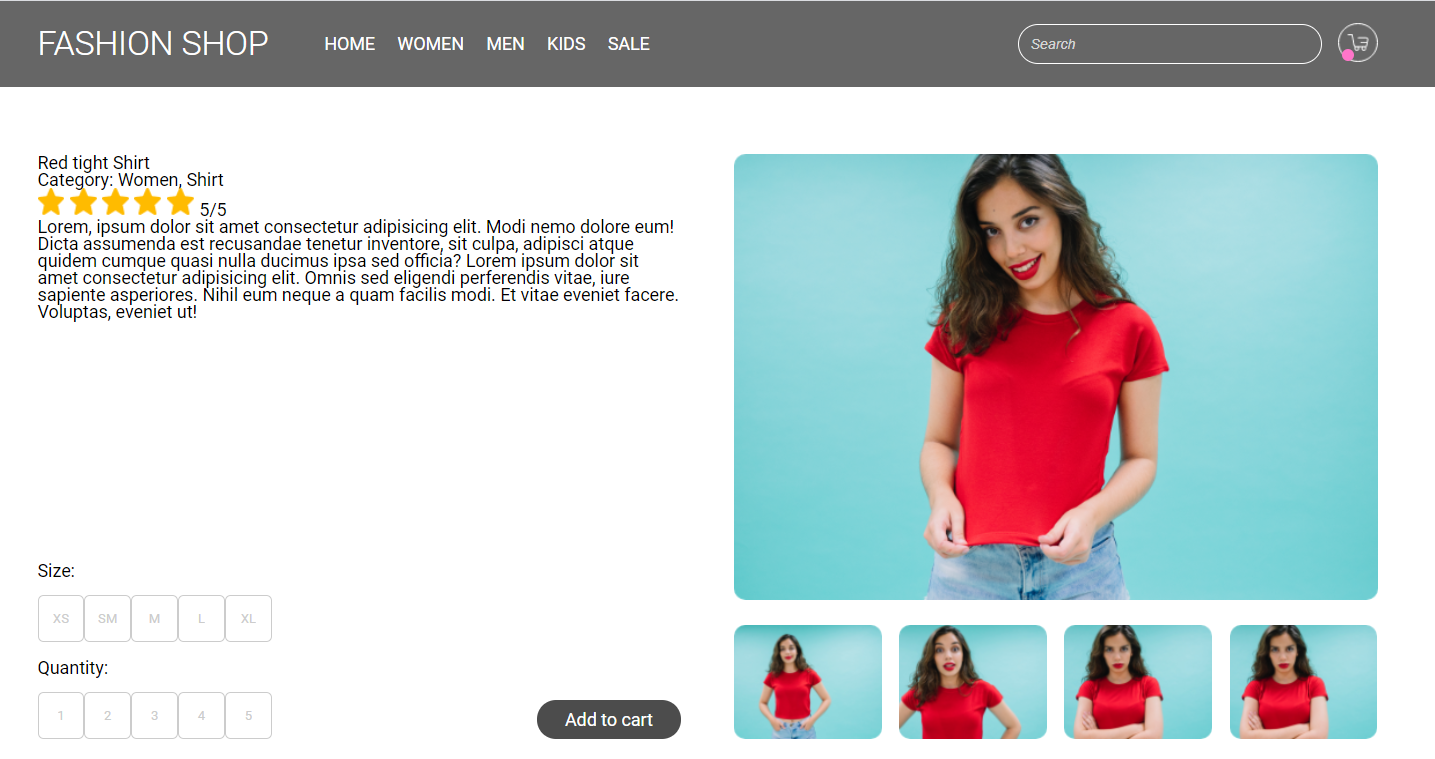 FASHION SHOP
HOME WOMEN MEN KIDS SALE
Search
Red tight Shirt
Category: Women, Shirt
5/5
Lorem, ipsum dolor sit amet consectetur adipisicing elit. Modi nemo dolore eum!
Dicta assumenda est recusandae tenetur inventore, sit culpa, adipisci atque
quidem cumque quasi nulla ducimus ipsa sed officia? Lorem ipsum dolor sit
amet consectetur adipisicing elit. Omnis sed eligendi perferendis vitae, iure
sapiente asperiores. Nihil eum neque a quam facilis modi. Et vitae eveniet facere.
Voluptas, eveniet ut!
Size:
XS SM M L XL
Quantity:
1 2 3 4 5
Add to cart